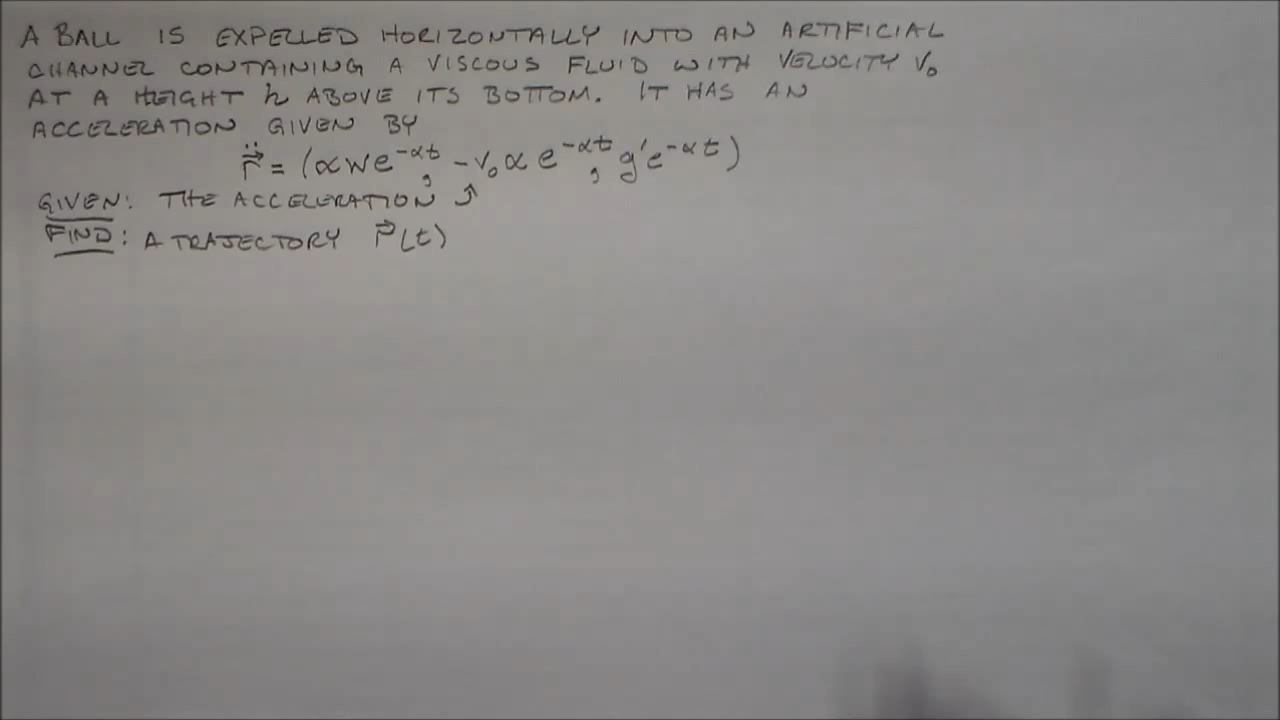 A BALL IS EXPELLED HORIZONTALLY INTO AN ARTIFICIAL
CHANNEL CONTAINING A VISCOUS FLUID WITH VELOCITY V₀
AT A HEIGHT h ABOVE ITS BOTTOM. IT HAS AN
ACCELERATION GIVEN BY
r⃗̈ = (αWe^{-αt}, -V₀αe^{-αt}, g'e^{-αt})
GIVEN: THE ACCELERATION ⤴
FIND: A TRAJECTORY r⃗(t)